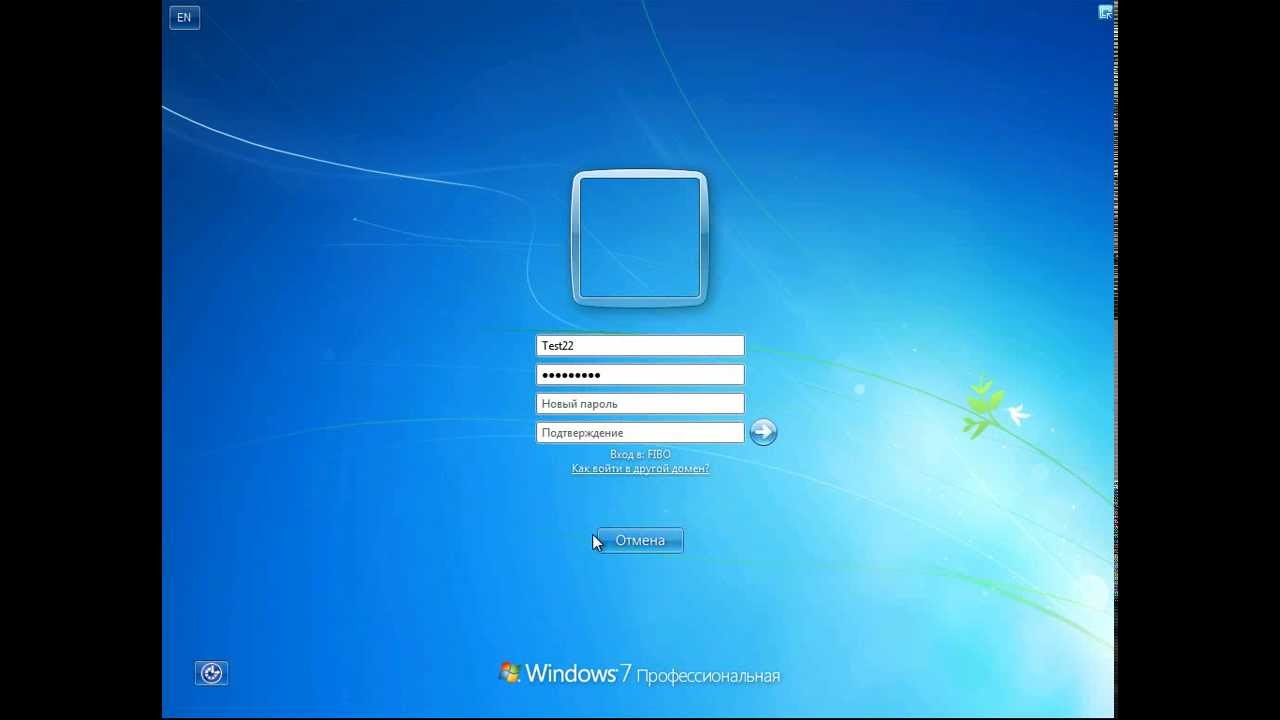 EN
Test22
●●●●●●●●●
Новый пароль
Подтверждение
Вход в: FIBO
Как войти в другой домен?
Отмена
Windows 7 Профессиональная